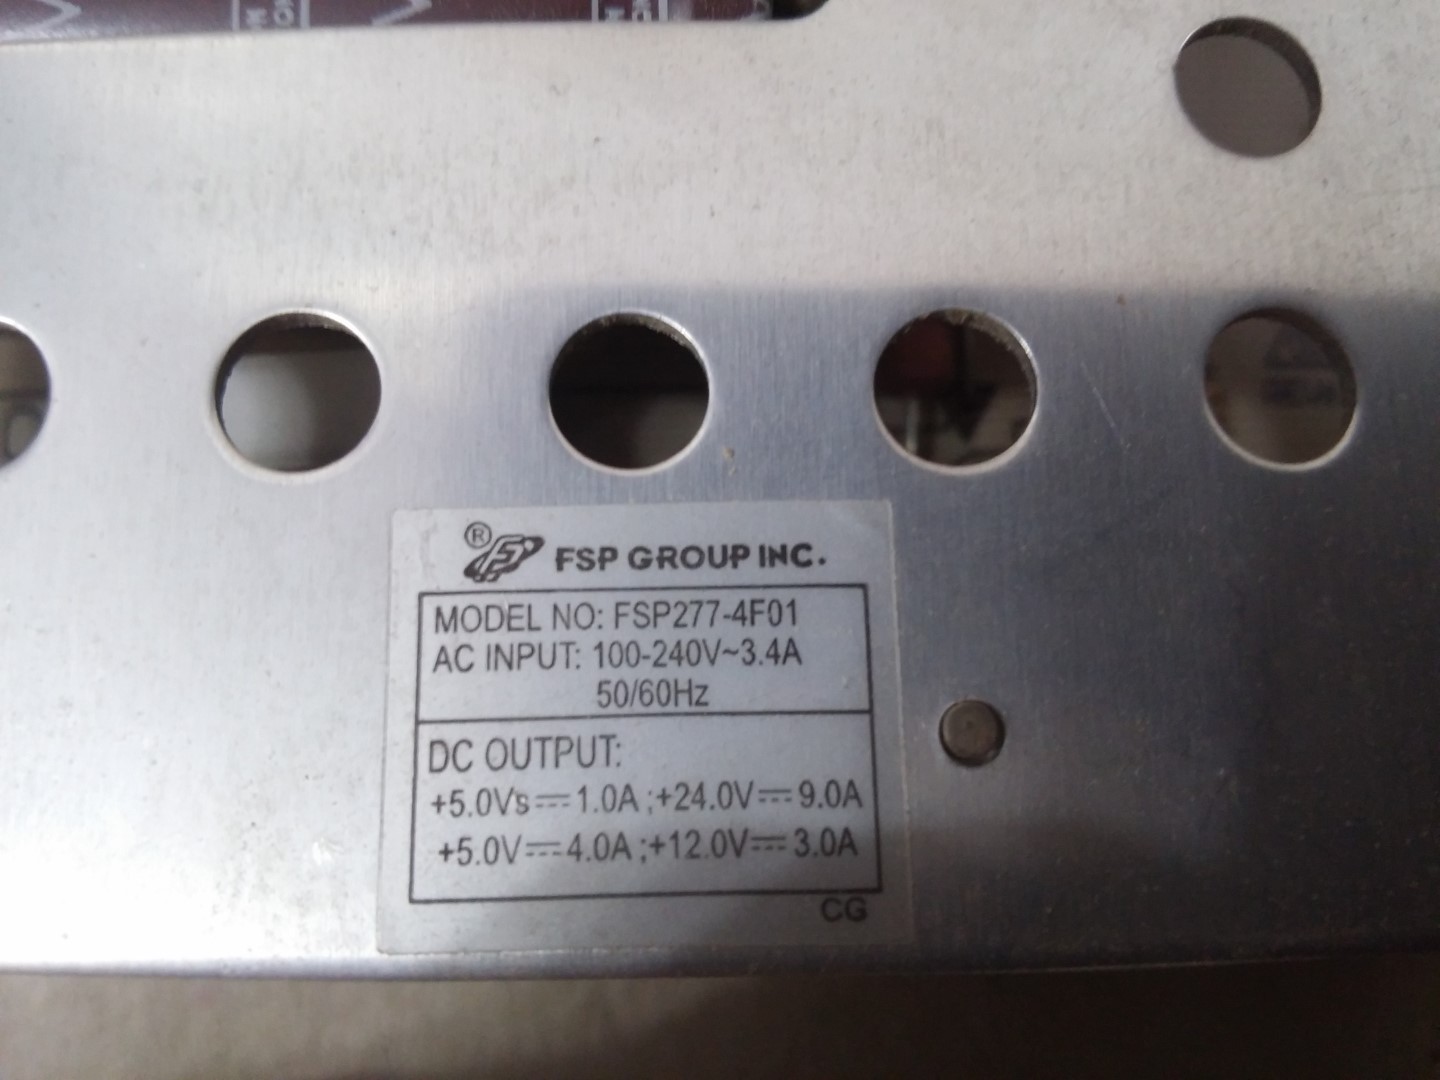 ® FSP GROUP INC.
MODEL NO: FSP277-4F01
AC INPUT: 100-240V~3.4A
50/60Hz
DC OUTPUT:
+5.0Vs⎓1.0A ;+24.0V⎓9.0A
+5.0V⎓4.0A ;+12.0V⎓3.0A
CG